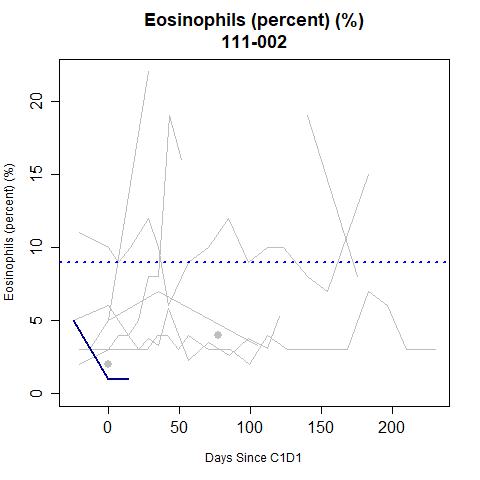 Eosinophils (percent) (%)
111-002
Eosinophils (percent) (%)
20
15
10
5
0
0 50 100 150 200
Days Since C1D1